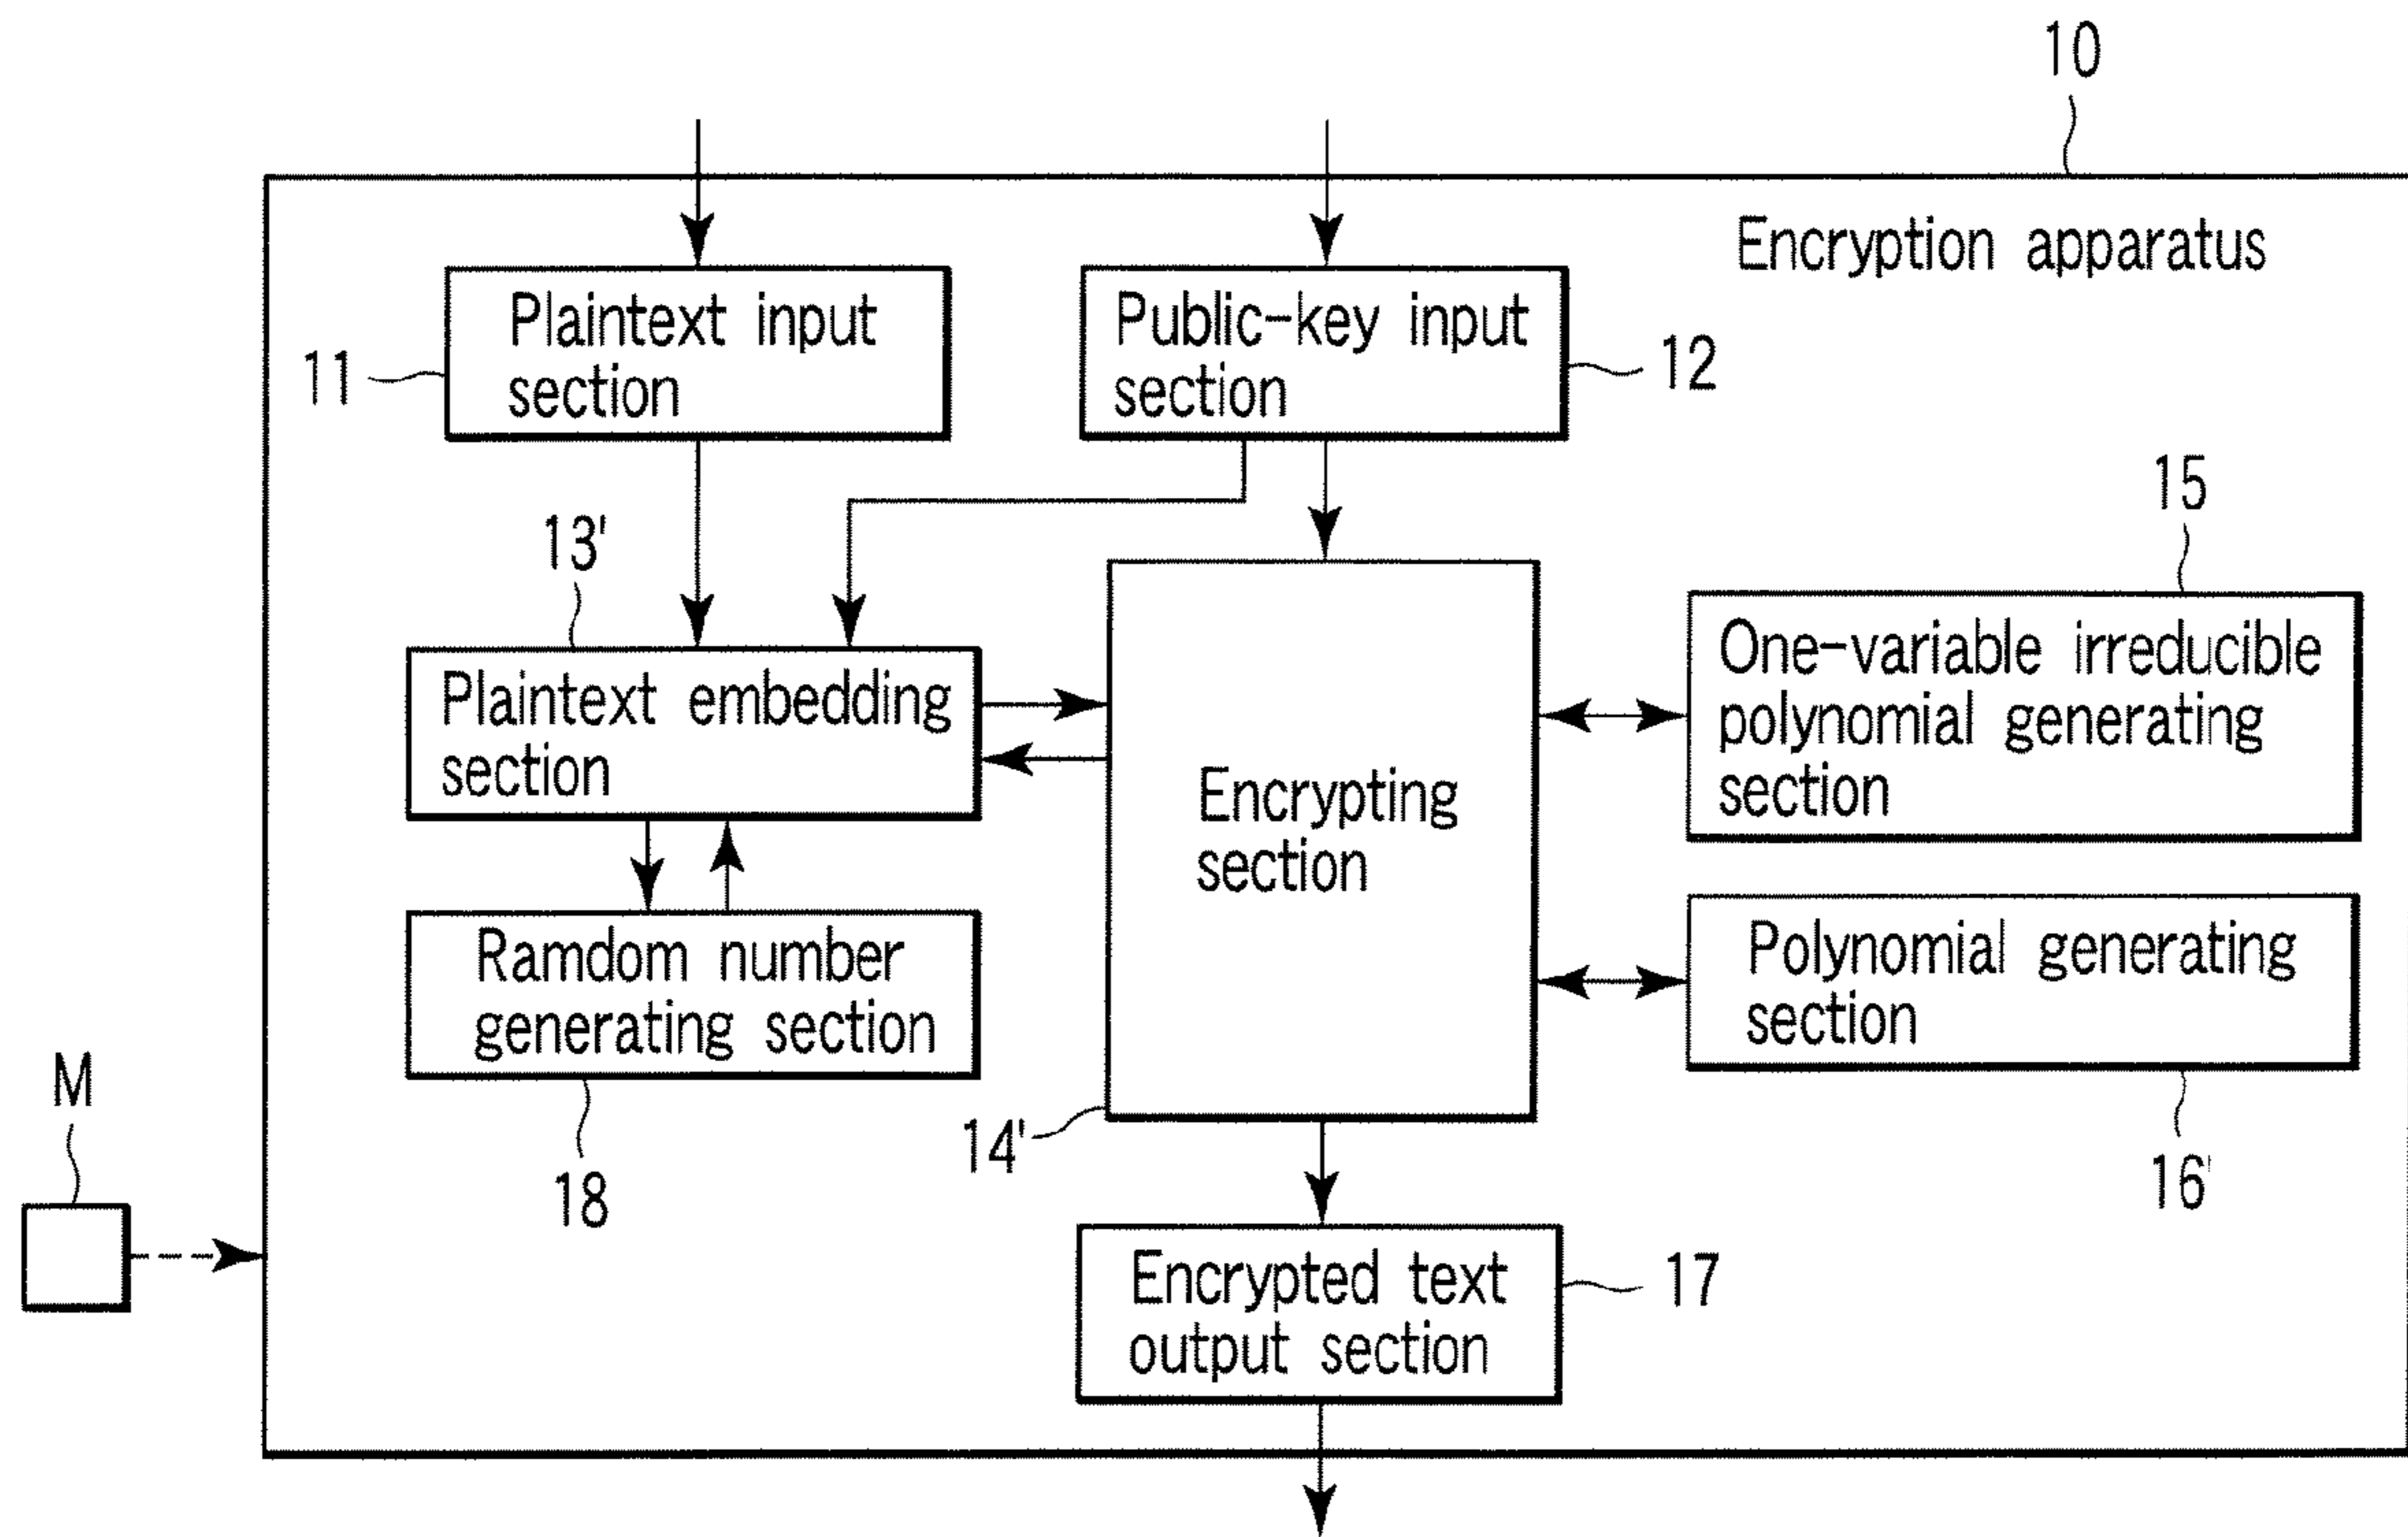 10
Encryption apparatus
Plaintext input
section
11
Public-key input
section
12
13'
Plaintext embedding
section
Encrypting
section
14'
15
One-variable irreducible
polynomial generating
section
Ramdom number
generating section
18
Polynomial generating
section
16'
M
Encrypted text
output section
17